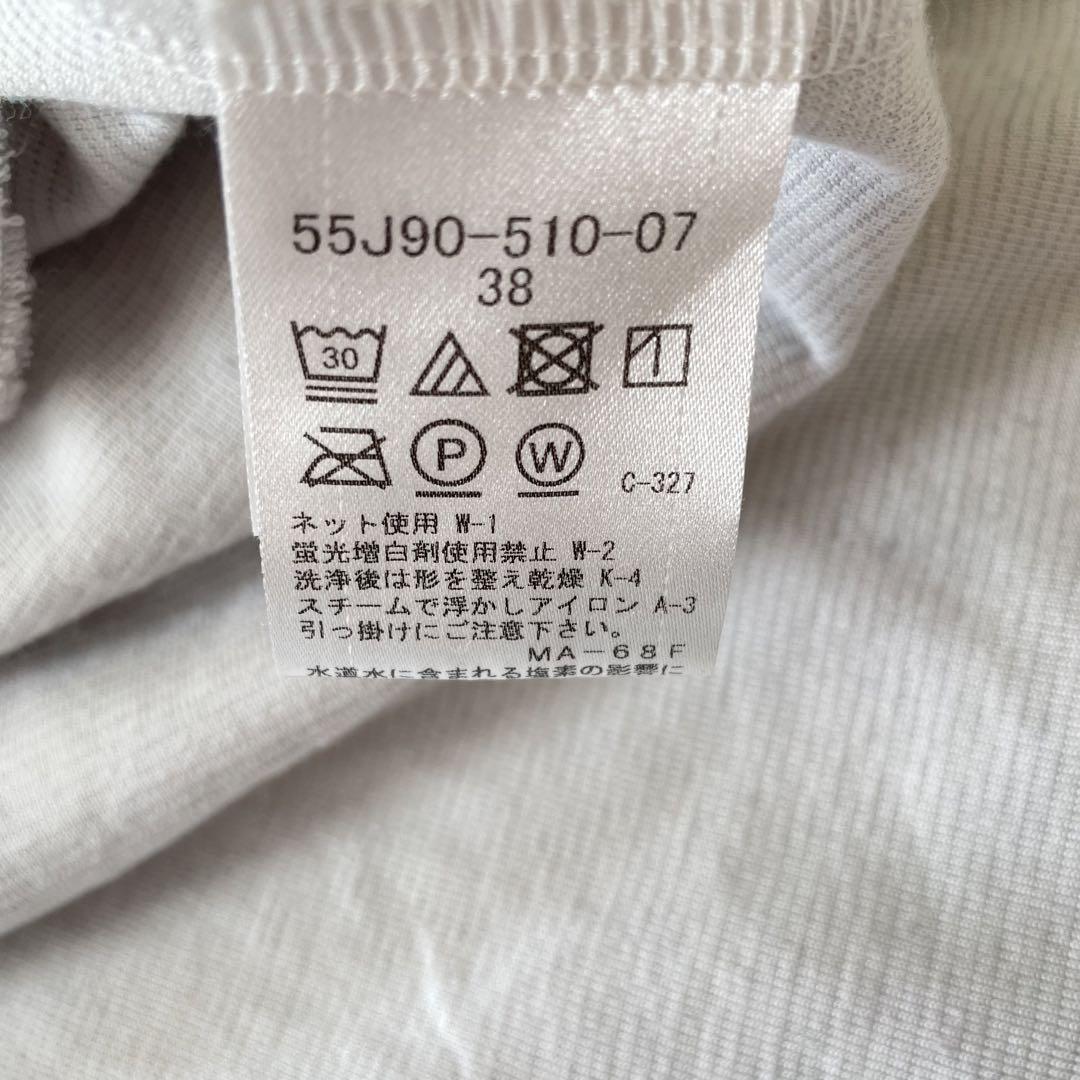 55J90-510-07
38
30
P W C-327
ネット使用 W-1
蛍光増白剤使用禁止 W-2
洗浄後は形を整え乾燥 K-4
スチームで浮かしアイロン A-3
引っ掛けにご注意下さい。
MA-68F
水道水に含まれる塩素の影響に